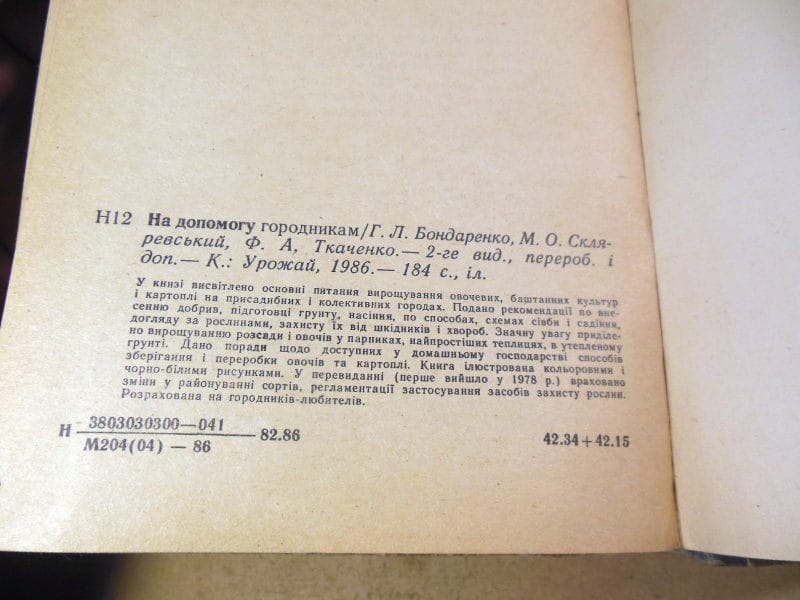 Н12 На допомогу городникам/Г. Л. Бондаренко, М. О. Скля-
ревський, Ф. А, Ткаченко.— 2-ге вид., перероб. і
доп.— К.: Урожай, 1986.— 184 с., іл.
У книзі висвітлено основні питання вирощування овочевих, баштанних культур
і картоплі на присадибних і колективних городах. Подано рекомендації по вне-
сенню добрив, підготовці грунту, насіння, по способах, схемах сівби і садіння,
догляду за рослинами, захисту їх від шкідників і хвороб. Значну увагу приділе-
но вирощуванню розсади і овочів у парниках, найпростіших теплицях, в утепленому
грунті. Дано поради щодо доступних у домашньому господарстві способів
зберігання і переробки овочів та картоплі. Книга ілюстрована кольоровими і
чорно-білими рисунками. У перевиданні (перше вийшло у 1978 р.) враховано
зміни у районуванні сортів, регламентації застосування засобів захисту рослин.
Розрахована на городників-любителів.
Н 3803030300—041
М204(04) — 86 82.86 42.34+42.15